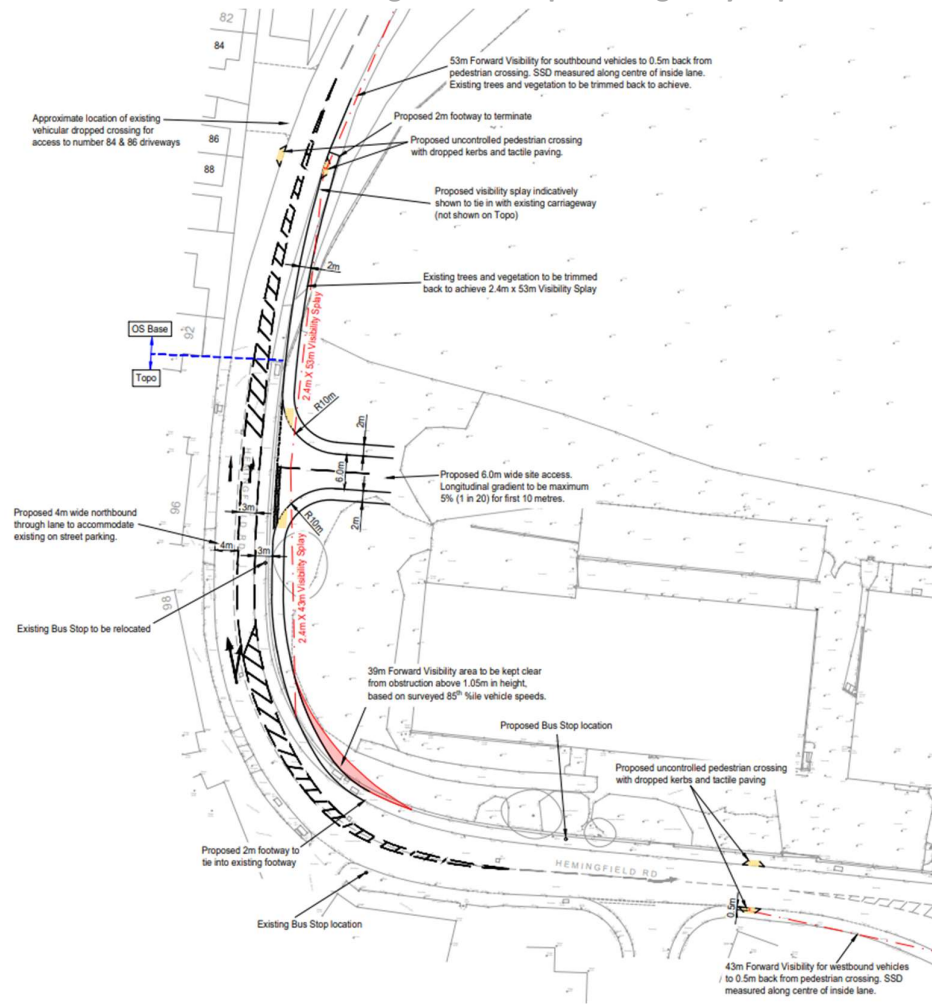 82
84
86
88
92
96
98
53m Forward Visibility for southbound vehicles to 0.5m back from
pedestrian crossing. SSD measured along centre of inside lane.
Existing trees and vegetation to be trimmed back to achieve.
Approximate location of existing
vehicular dropped crossing for
access to number 84 & 86 driveways
Proposed 2m footway to terminate
Proposed uncontrolled pedestrian crossing
with dropped kerbs and tactile paving.
Proposed visibility splay indicatively
shown to tie in with existing carriageway
(not shown on Topo)
2m
Existing trees and vegetation to be trimmed
back to achieve 2.4m x 53m Visibility Splay
OS Base
Topo
2.4m X 53m Visibility Splay
R10m
2m
6.0m
Proposed 6.0m wide site access.
Longitudinal gradient to be maximum
5% (1 in 20) for first 10 metres.
2m
R10m
HEMINGFIELD RD
Proposed 4m wide northbound
through lane to accommodate
existing on street parking.
3m
4m
3m
2.4m X 43m Visibility Splay
Existing Bus Stop to be relocated
39m Forward Visibility area to be kept clear
from obstruction above 1.05m in height,
based on surveyed 85th %ile vehicle speeds.
Proposed Bus Stop location
Proposed uncontrolled pedestrian crossing
with dropped kerbs and tactile paving
Proposed 2m footway to
tie into existing footway
HEMINGFIELD RD
Existing Bus Stop location
0.5m
43m Forward Visibility for westbound vehicles
to 0.5m back from pedestrian crossing. SSD
measured along centre of inside lane.